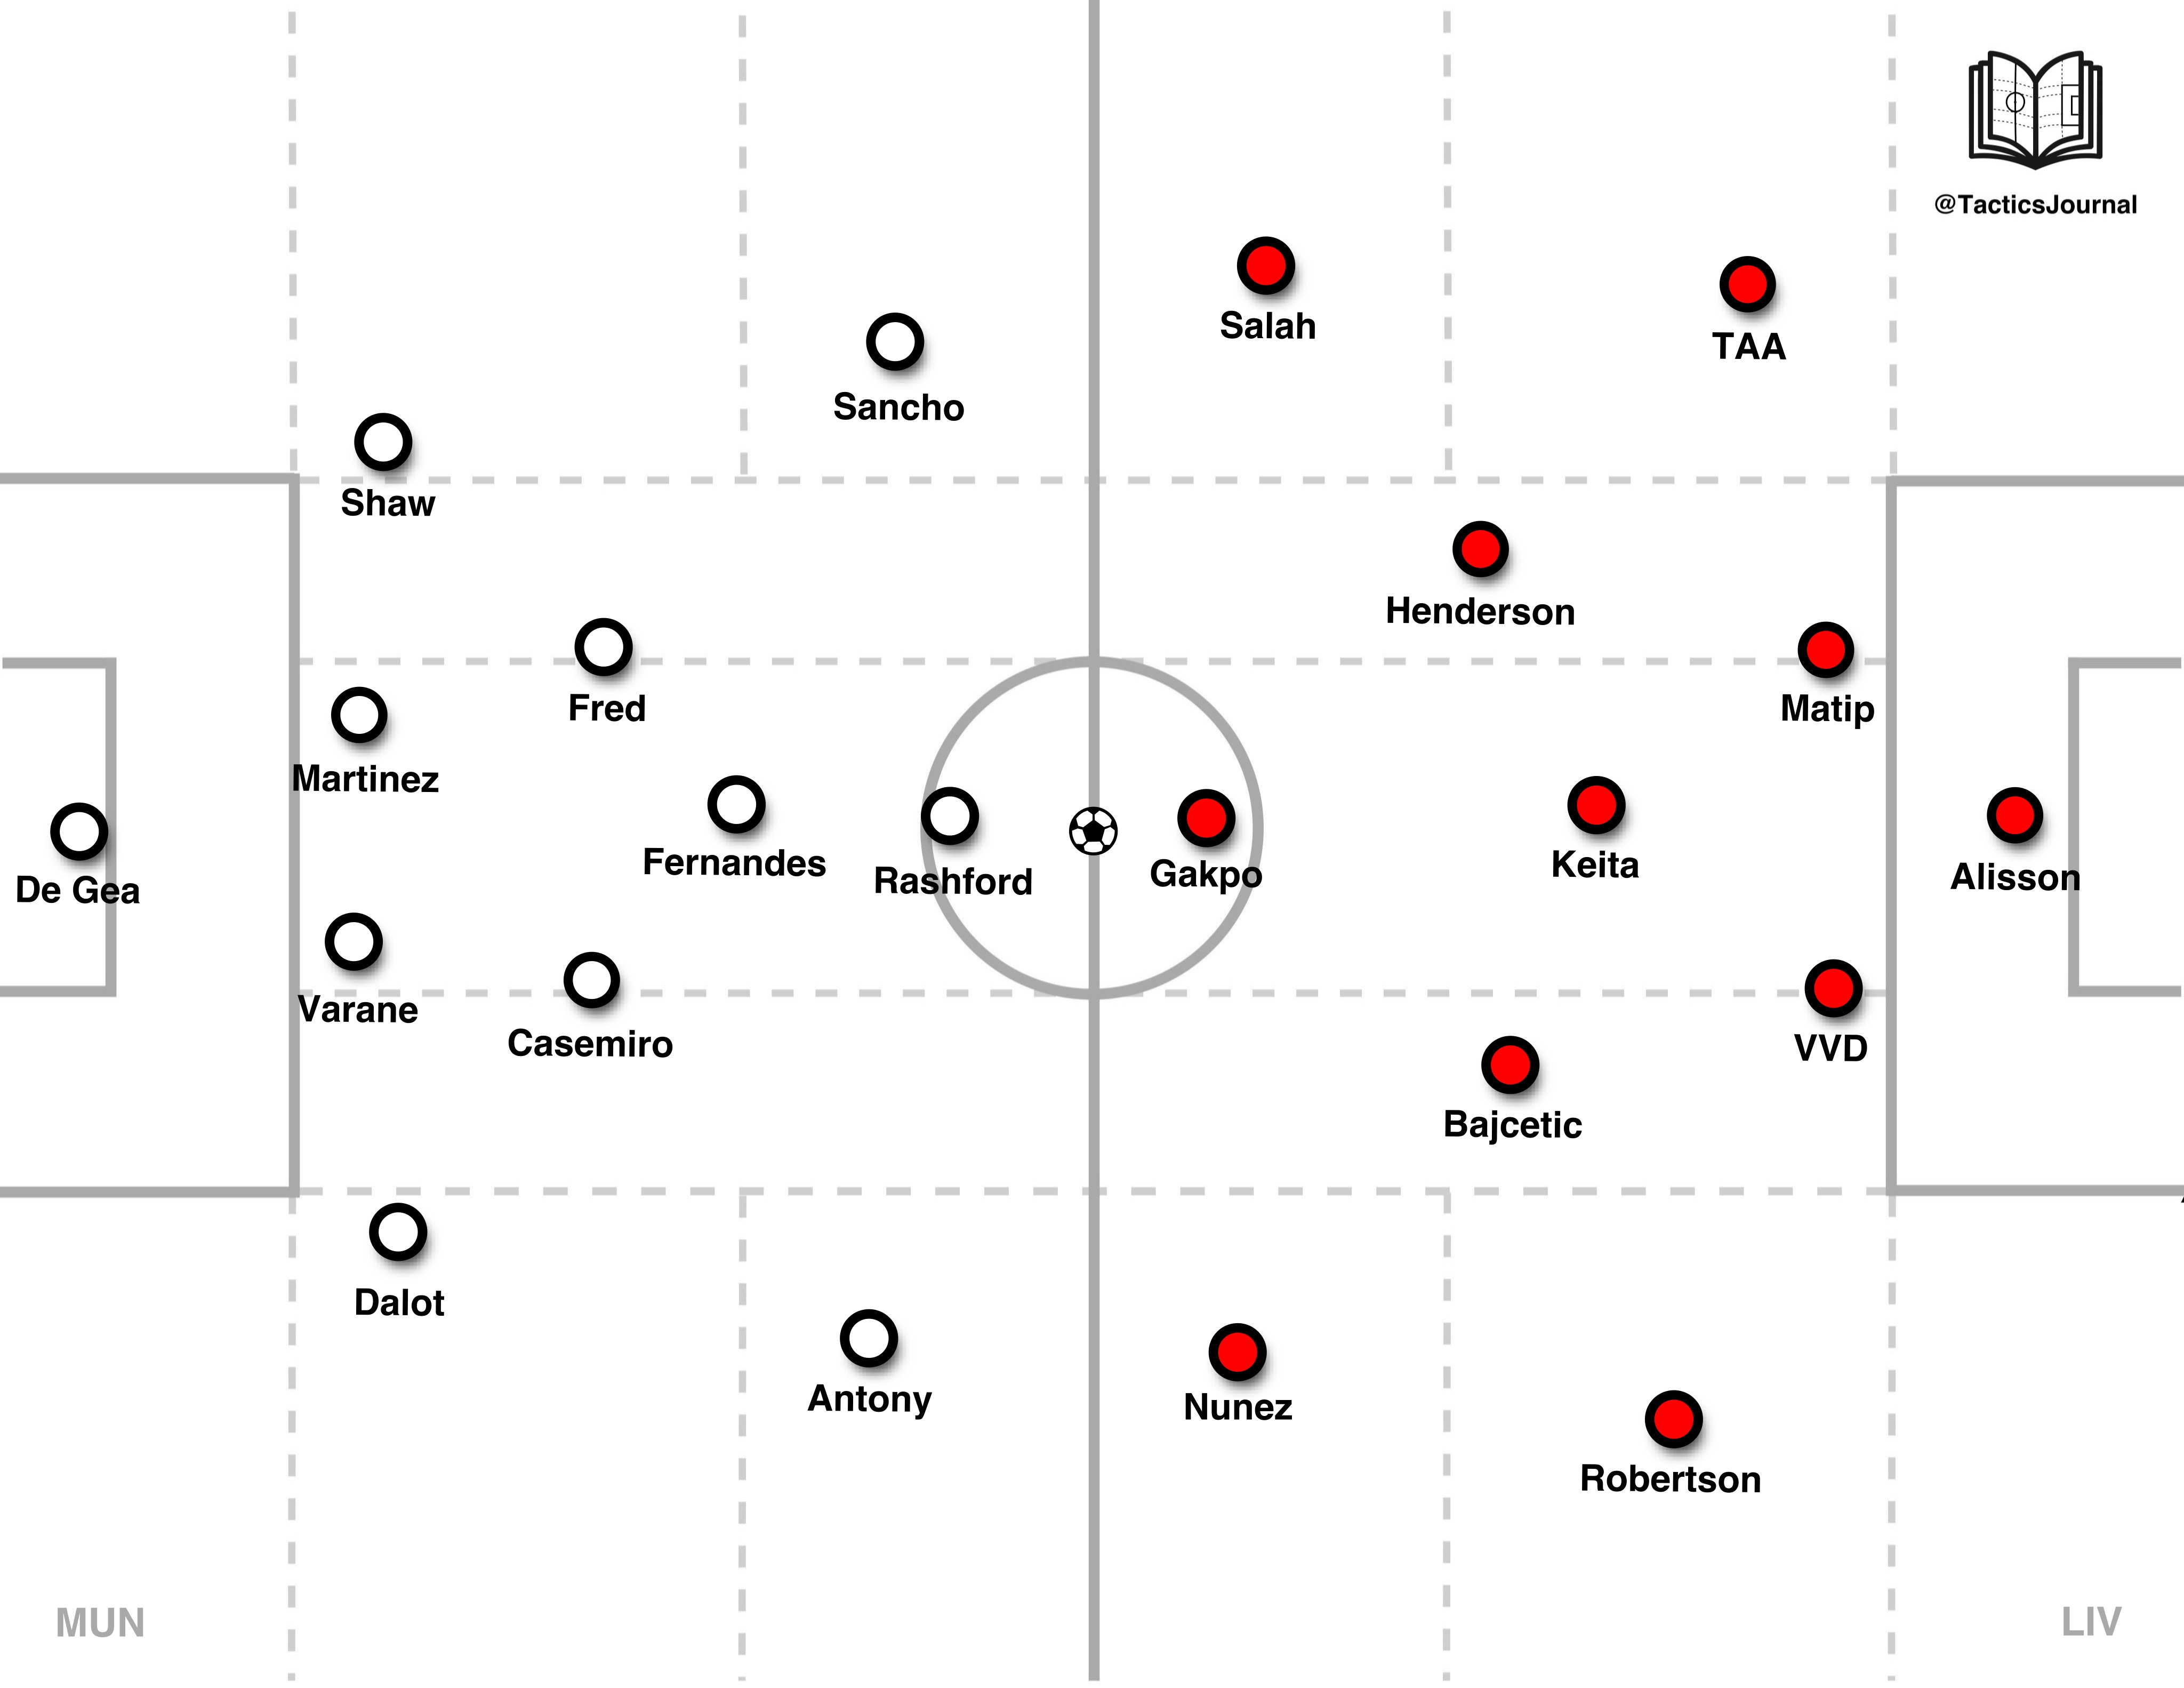 @TacticsJournal
Salah
TAA
Sancho
Shaw
Henderson
Fred
Matip
Martinez
Fernandes
Rashford
Gakpo
Keita
Alisson
De Gea
Varane
Casemiro
VVD
Bajcetic
Dalot
Antony
Nunez
Robertson
MUN
LIV